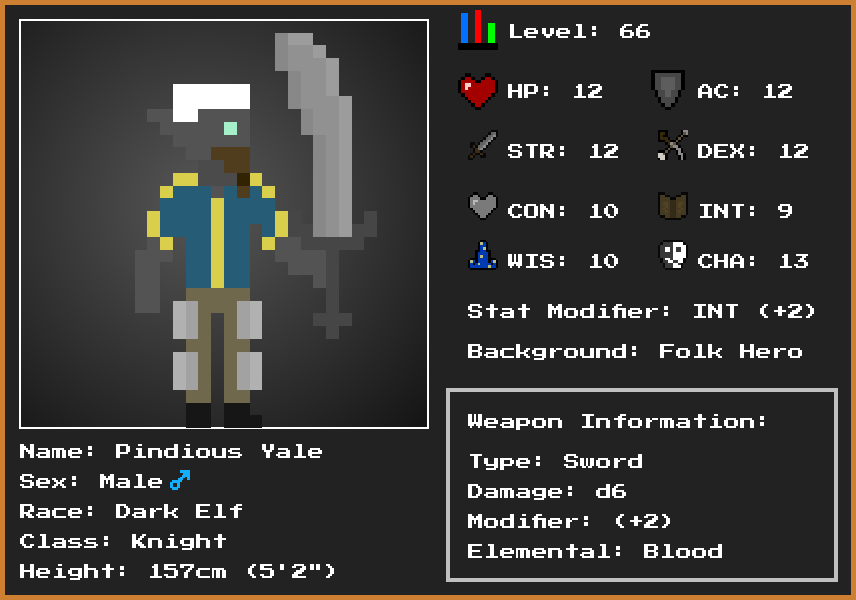 Level: 66
HP: 12 AC: 12
STR: 12 DEX: 12
CON: 10 INT: 9
WIS: 10 CHA: 13
Stat Modifier: INT (+2)
Background: Folk Hero
Weapon Information:
Type: Sword
Damage: d6
Modifier: (+2)
Elemental: Blood
Name: Pindious Yale
Sex: Male♂
Race: Dark Elf
Class: Knight
Height: 157cm (5'2")